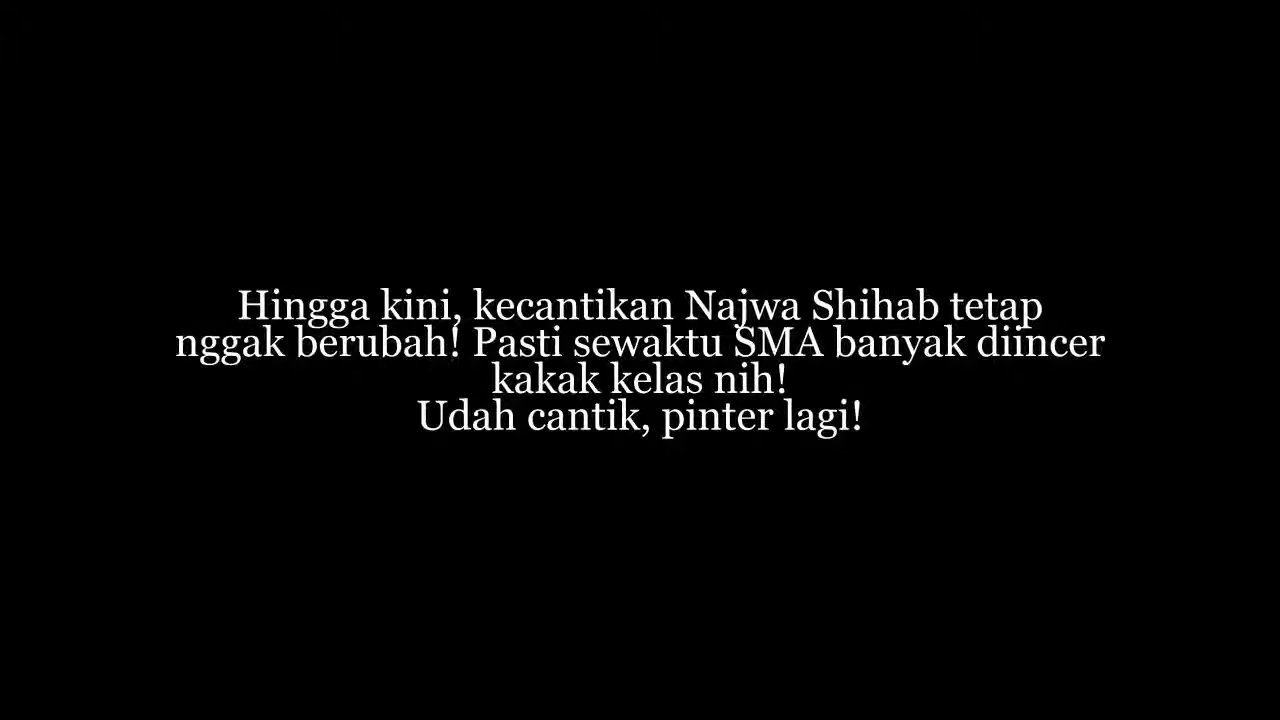 Hingga kini, kecantikan Najwa Shihab tetap
nggak berubah! Pasti sewaktu SMA banyak diincer
kakak kelas nih!
Udah cantik, pinter lagi!